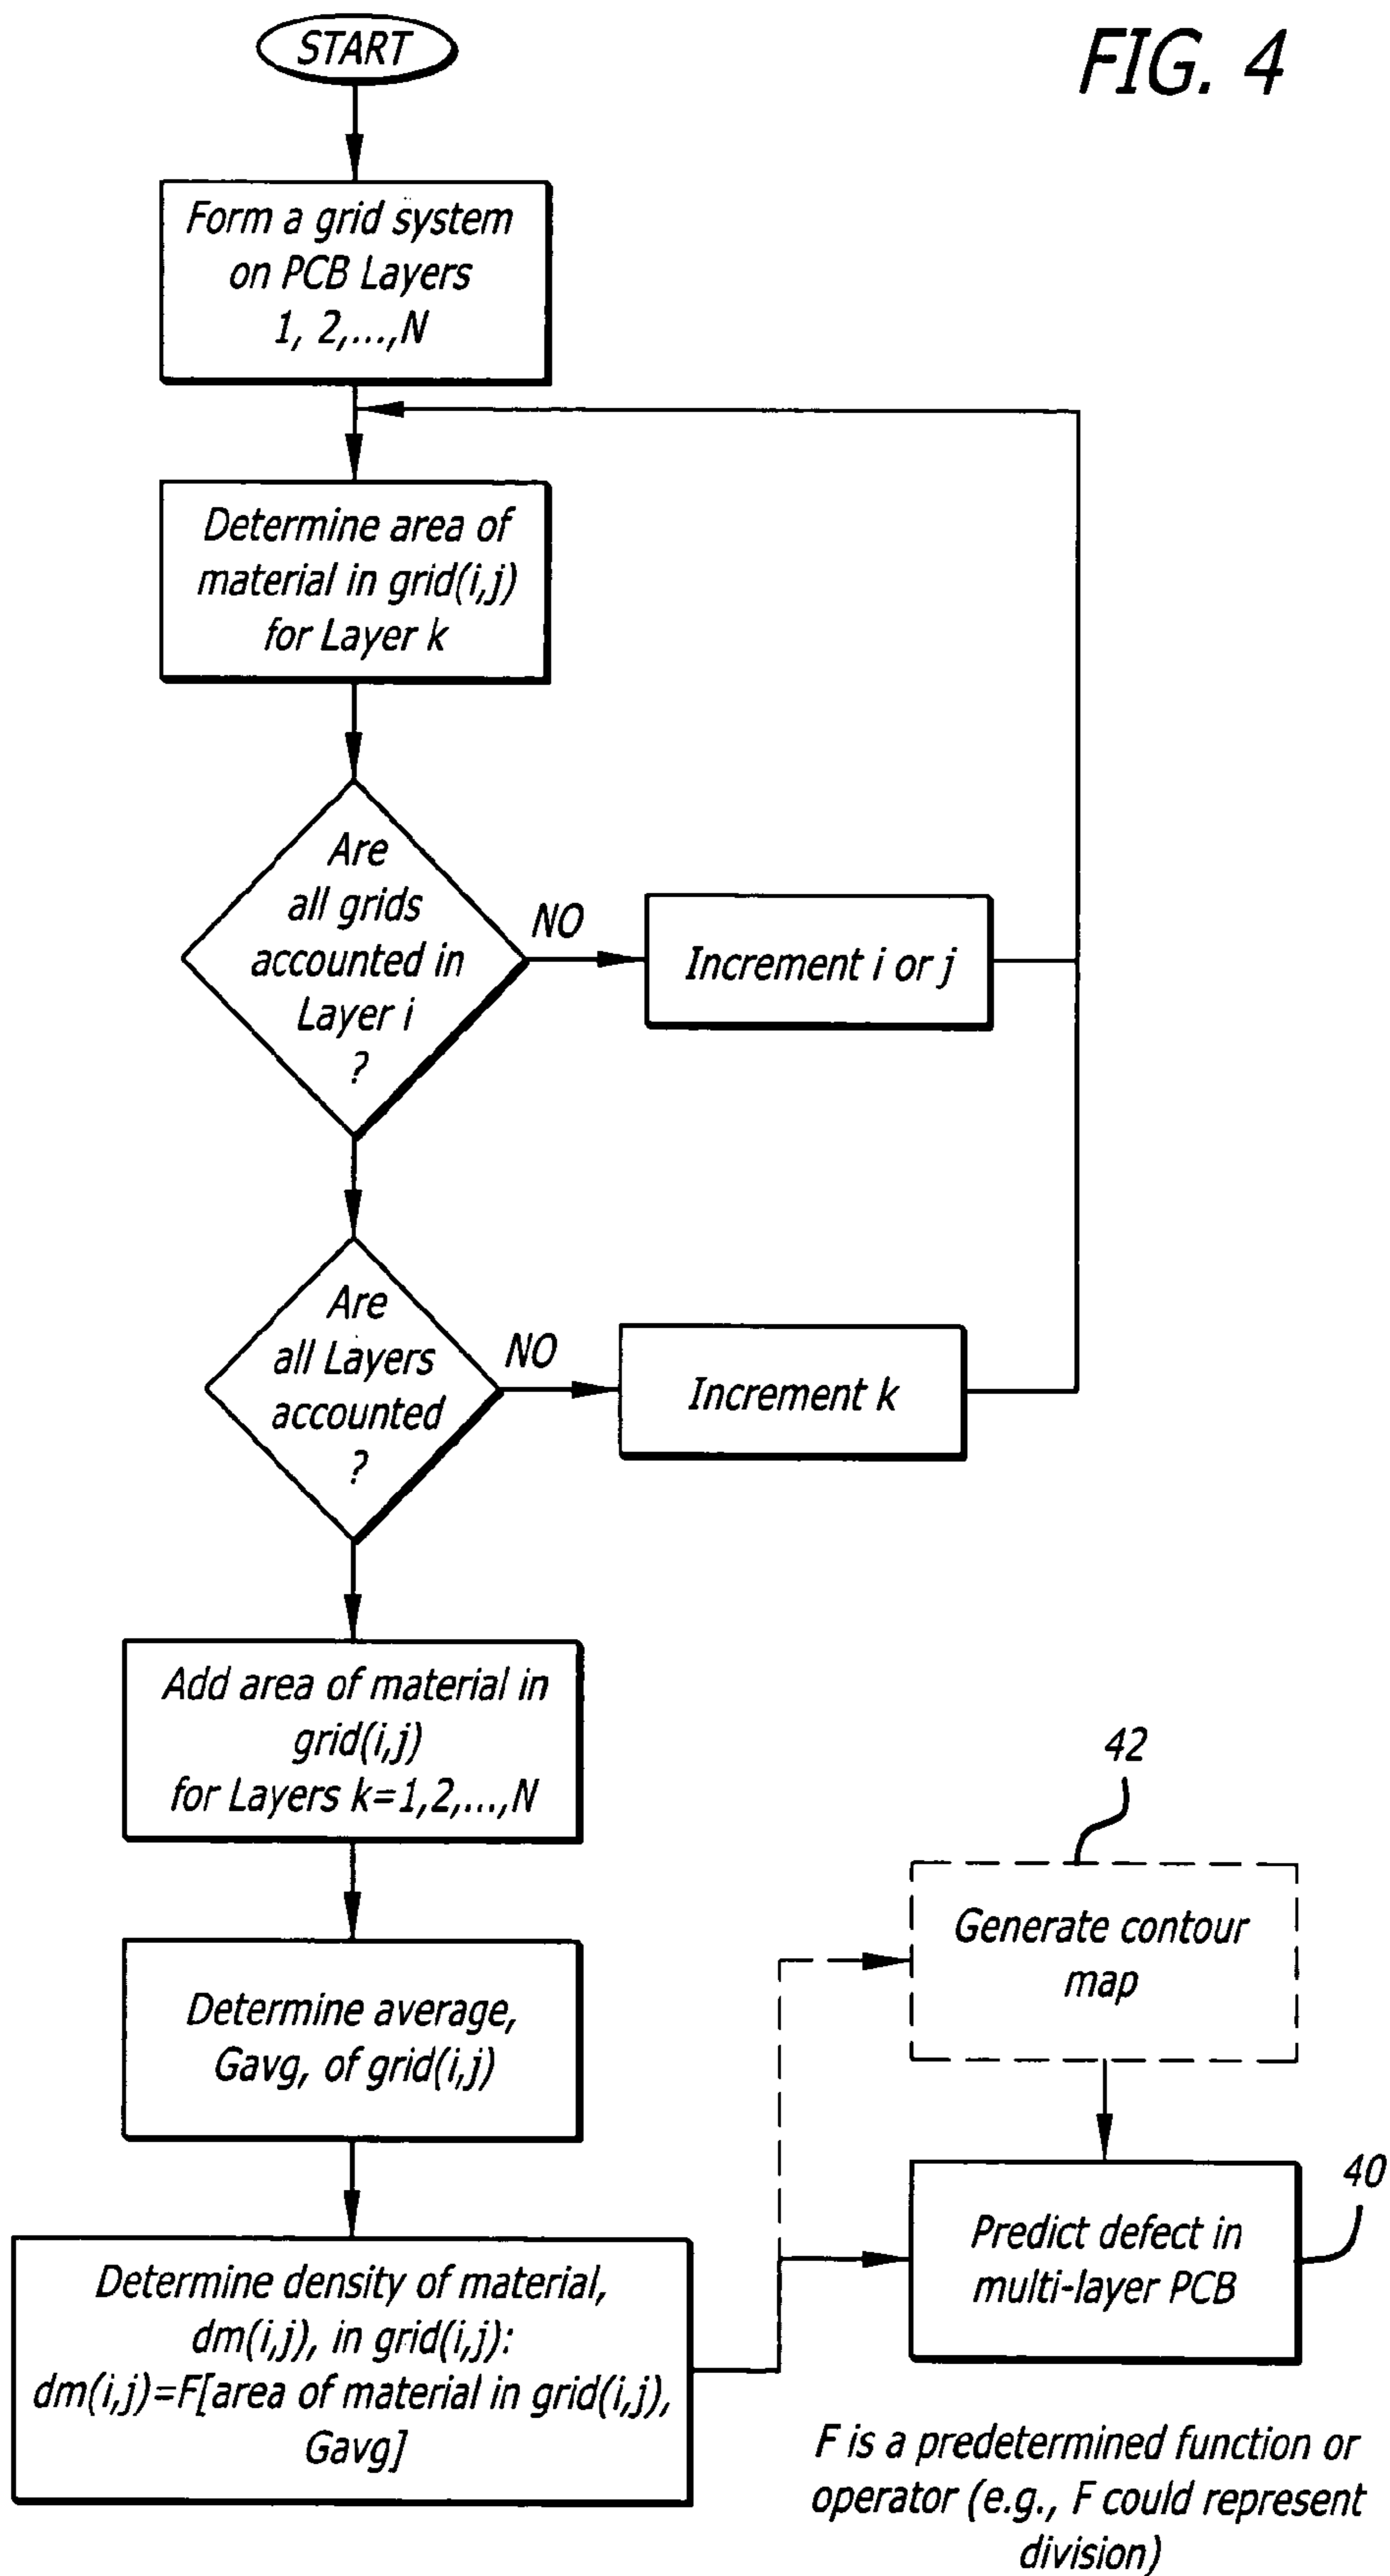 FIG. 4
START
Form a grid system
on PCB Layers
1, 2,...,N
Determine area of
material in grid(i,j)
for Layer k
Are
all grids
accounted in
Layer i
?
NO
Increment i or j
Are
all Layers
accounted
?
NO
Increment k
Add area of material in
grid(i,j)
for Layers k=1,2,...,N
Determine average,
Gavg, of grid(i,j)
Determine density of material,
dm(i,j), in grid(i,j):
dm(i,j)=F[area of material in grid(i,j),
Gavg]
42
Generate contour
map
40
Predict defect in
multi-layer PCB
F is a predetermined function or
operator (e.g., F could represent
division)